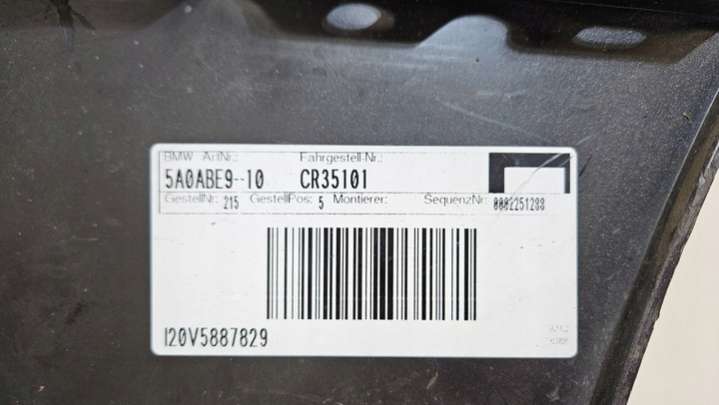 BMW ArtNr.: Fahrgestell-Nr.:
5A0ABE9-10 CR35101
GestellNr: 215 GestellPos: 5 Montierer: SequenzNr: 0002251288
I20V5887829